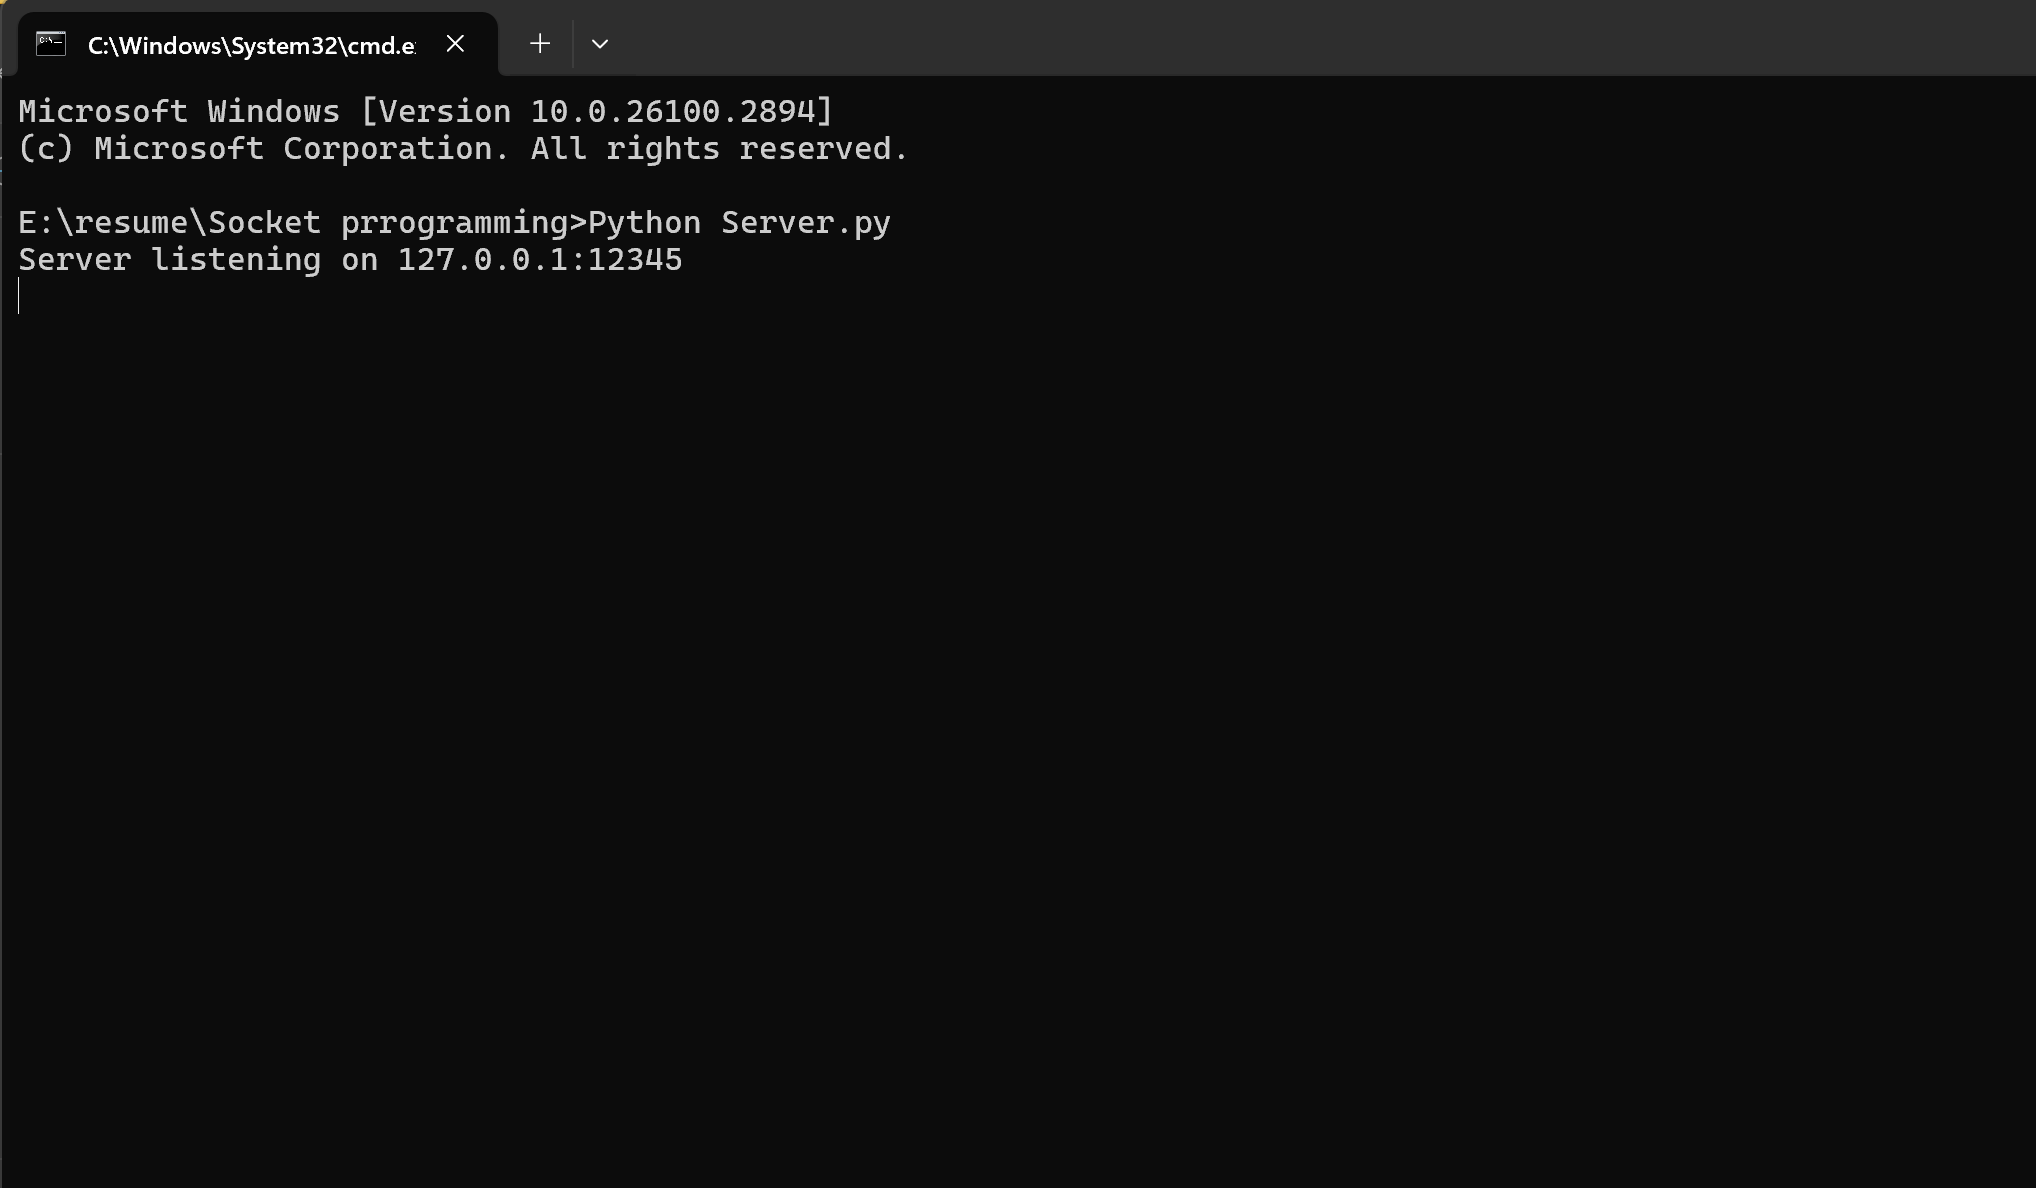 C:\Windows\System32\cmd.e
Microsoft Windows [Version 10.0.26100.2894]
(c) Microsoft Corporation. All rights reserved.
E:\resume\Socket prrogramming>Python Server.py
Server listening on 127.0.0.1:12345